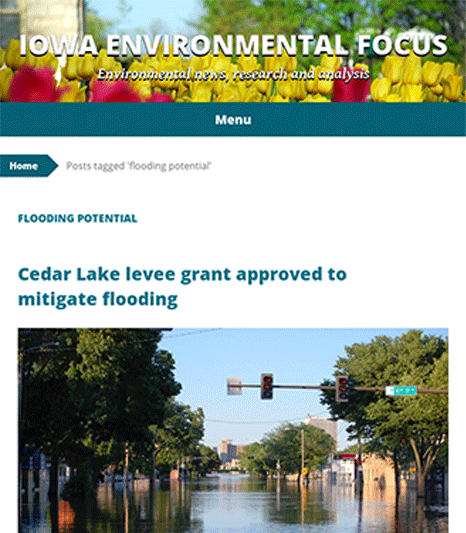 IOWA ENVIRONMENTAL FOCUS
Environmental news, research and analysis
Menu
Home
Posts tagged 'flooding potential'
FLOODING POTENTIAL
Cedar Lake levee grant approved to
mitigate flooding